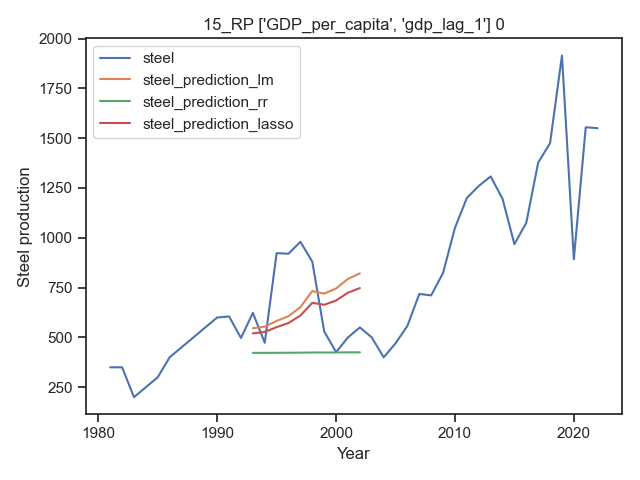 15_RP ['GDP_per_capita', 'gdp_lag_1'] 0
steel
steel_prediction_lm
steel_prediction_rr
steel_prediction_lasso
Steel production
2000
1750
1500
1250
1000
750
500
250
1980
1990
2000
2010
2020
Year